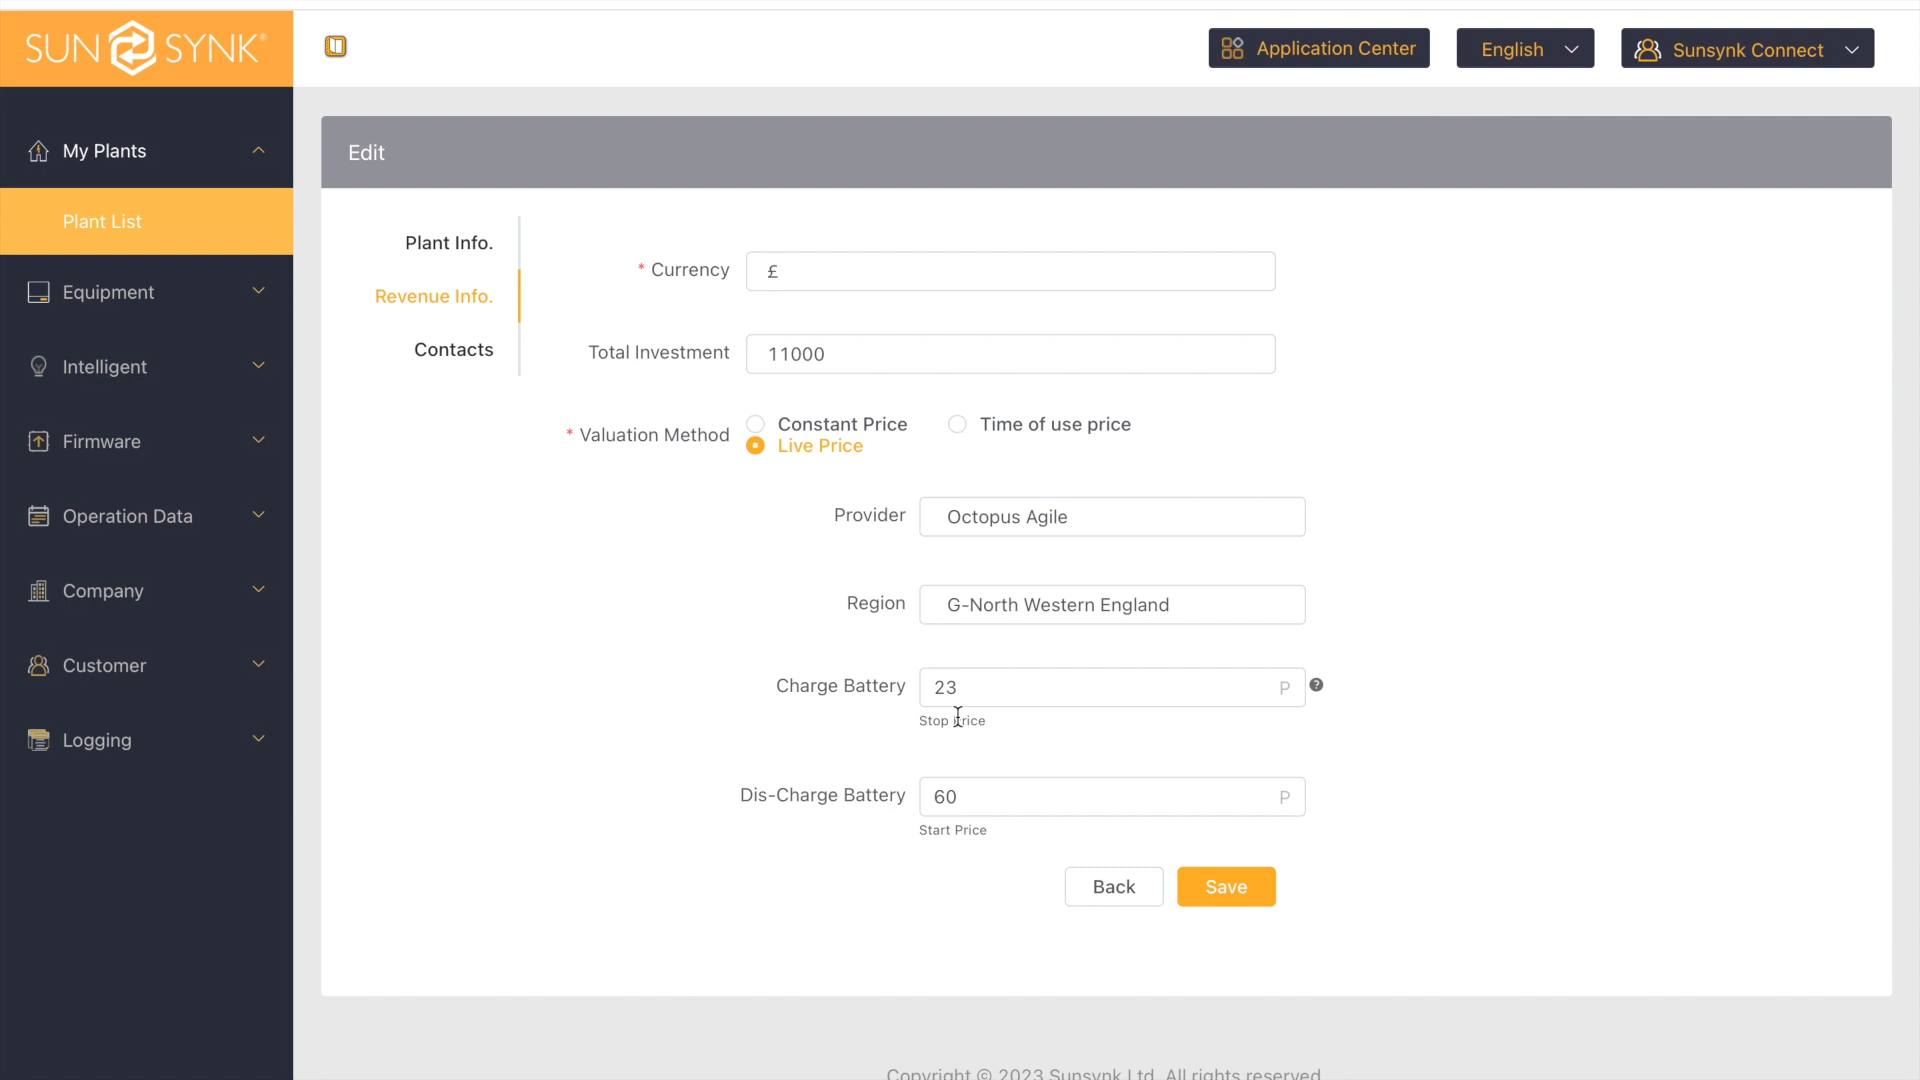 SUN SYNK®
Application Center
English
Sunsynk Connect
My Plants
Plant List
Equipment
Intelligent
Firmware
Operation Data
Company
Customer
Logging
Edit
Plant Info.
Revenue Info.
Contacts
* Currency
£
Total Investment
11000
* Valuation Method
Constant Price
Time of use price
Live Price
Provider
Octopus Agile
Region
G-North Western England
Charge Battery
23
P
?
Stop Price
Dis-Charge Battery
60
P
Start Price
Back
Save
Copyright © 2023 Sunsynk Ltd. All rights reserved